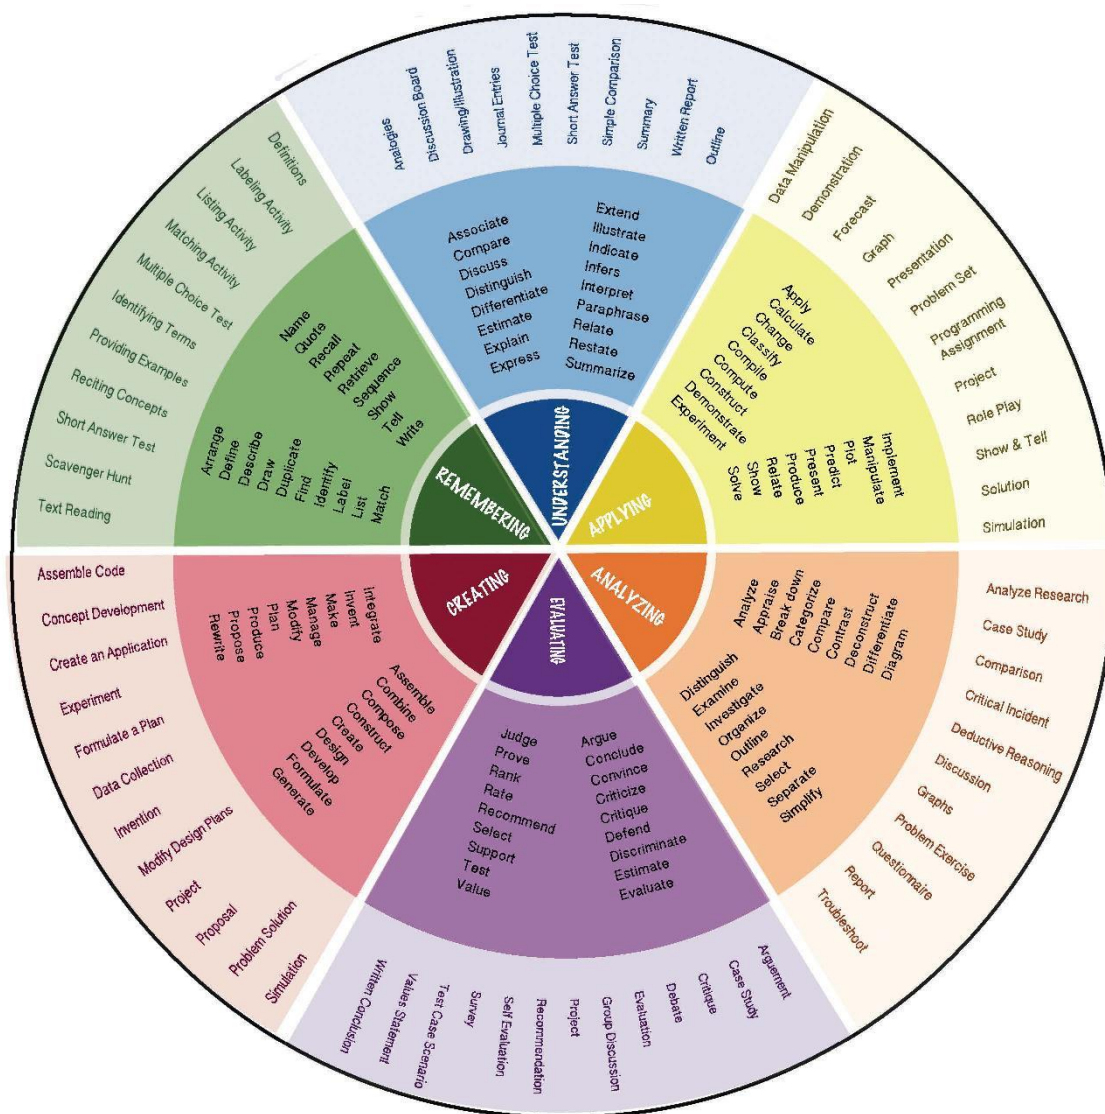 Analogies
Discussion Board
Drawing/Illustration
Journal Entries
Multiple Choice Test
Short Answer Test
Simple Comparison
Summary
Written Report
Outline
Associate
Compare
Discuss
Distinguish
Differentiate
Estimate
Explain
Express
Extend
Illustrate
Indicate
Infers
Interpret
Paraphrase
Relate
Restate
Summarize
UNDERSTANDING
Data Manipulation
Demonstration
Forecast
Graph
Presentation
Problem Set
Programming
Assignment
Project
Role Play
Show & Tell
Solution
Simulation
Apply
Calculate
Change
Classify
Compile
Compute
Construct
Demonstrate
Experiment
Implement
Manipulate
Plot
Predict
Present
Produce
Relate
Show
Solve
APPLYING
Analyze Research
Case Study
Comparison
Critical Incident
Deductive Reasoning
Discussion
Graphs
Problem Exercise
Questionnaire
Report
Troubleshoot
Analyze
Appraise
Break down
Categorize
Compare
Contrast
Deconstruct
Differentiate
Diagram
Distinguish
Examine
Investigate
Organize
Outline
Research
Select
Separate
Simplify
ANALYZING
Arguement
Case Study
Critique
Debate
Evaluation
Group Discussion
Project
Recommendation
Self Evaluation
Survey
Test Case Scenario
Values Statement
Written Conclusion
Judge
Prove
Rank
Rate
Recommend
Select
Support
Test
Value
Argue
Conclude
Convince
Criticize
Critique
Defend
Discriminate
Estimate
Evaluate
EVALUATING
Assemble Code
Concept Development
Create an Application
Experiment
Formulate a Plan
Data Collection
Invention
Modify Design Plans
Project
Proposal
Problem Solution
Simulation
Integrate
Invent
Make
Manage
Modify
Plan
Produce
Propose
Rewrite
Assemble
Combine
Compose
Construct
Create
Design
Develop
Formulate
Generate
CREATING
Definitions
Labeling Activity
Listing Activity
Matching Activity
Multiple Choice Test
Identifying Terms
Providing Examples
Reciting Concepts
Short Answer Test
Scavenger Hunt
Text Reading
Name
Quote
Recall
Repeat
Retrieve
Sequence
Show
Tell
Write
Arrange
Define
Describe
Draw
Duplicate
Find
Identify
Label
List
Match
REMEMBERING